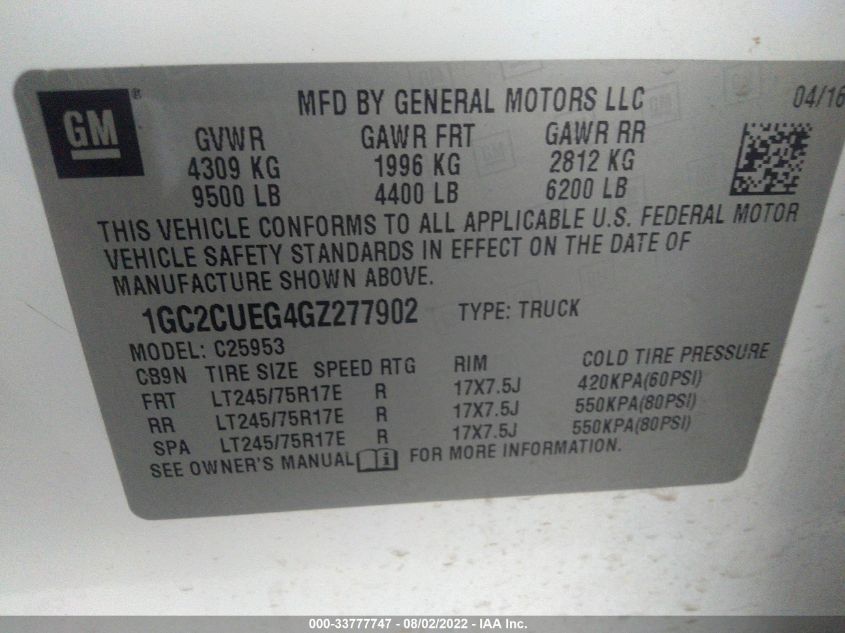 GM®
MFD BY GENERAL MOTORS LLC 04/16
GVWR GAWR FRT GAWR RR
4309 KG 1996 KG 2812 KG
9500 LB 4400 LB 6200 LB
THIS VEHICLE CONFORMS TO ALL APPLICABLE U.S. FEDERAL MOTOR
VEHICLE SAFETY STANDARDS IN EFFECT ON THE DATE OF
MANUFACTURE SHOWN ABOVE.
1GC2CUEG4GZ277902 TYPE: TRUCK
MODEL: C25953
CB9N TIRE SIZE SPEED RTG RIM COLD TIRE PRESSURE
FRT LT245/75R17E R 17X7.5J 420KPA(60PSI)
RR LT245/75R17E R 17X7.5J 550KPA(80PSI)
SPA LT245/75R17E R 17X7.5J 550KPA(80PSI)
SEE OWNER'S MANUAL FOR MORE INFORMATION.
000-33777747 - 08/02/2022 - IAA Inc.